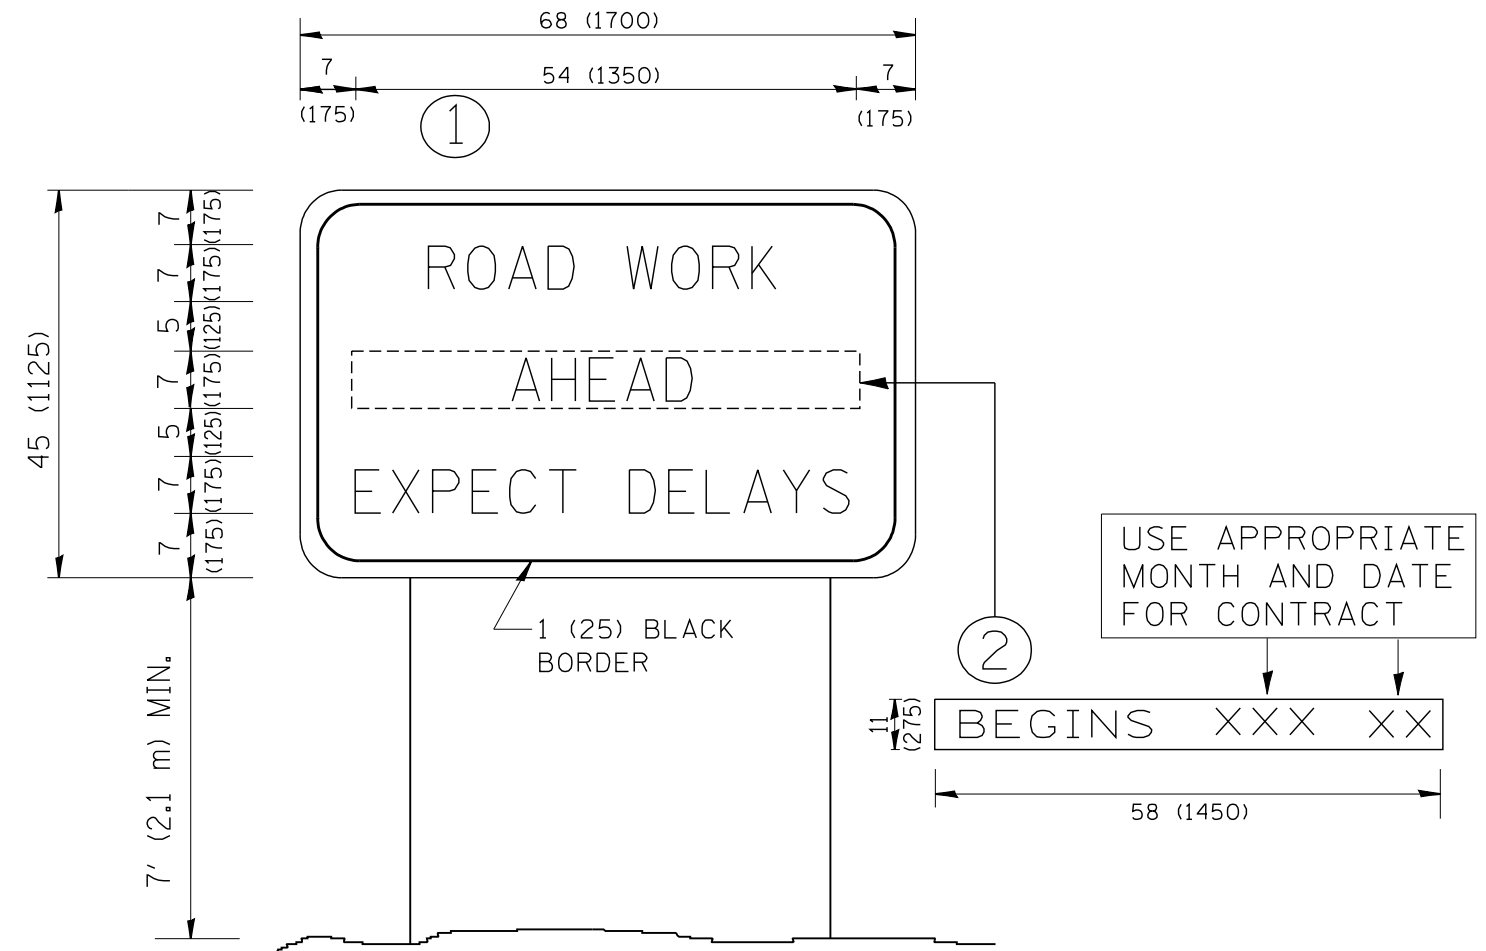 68 (1700)
7
54 (1350)
7
(175)
(175)
1
45 (1125)
7
(175)
7
(175)
5
(125)
7
(175)
5
(125)
7
(175)
7
(175)
ROAD WORK
AHEAD
EXPECT DELAYS
1 (25) BLACK
BORDER
7' (2.1 m) MIN.
USE APPROPRIATE
MONTH AND DATE
FOR CONTRACT
2
11
(275)
BEGINS XXX XX
58 (1450)